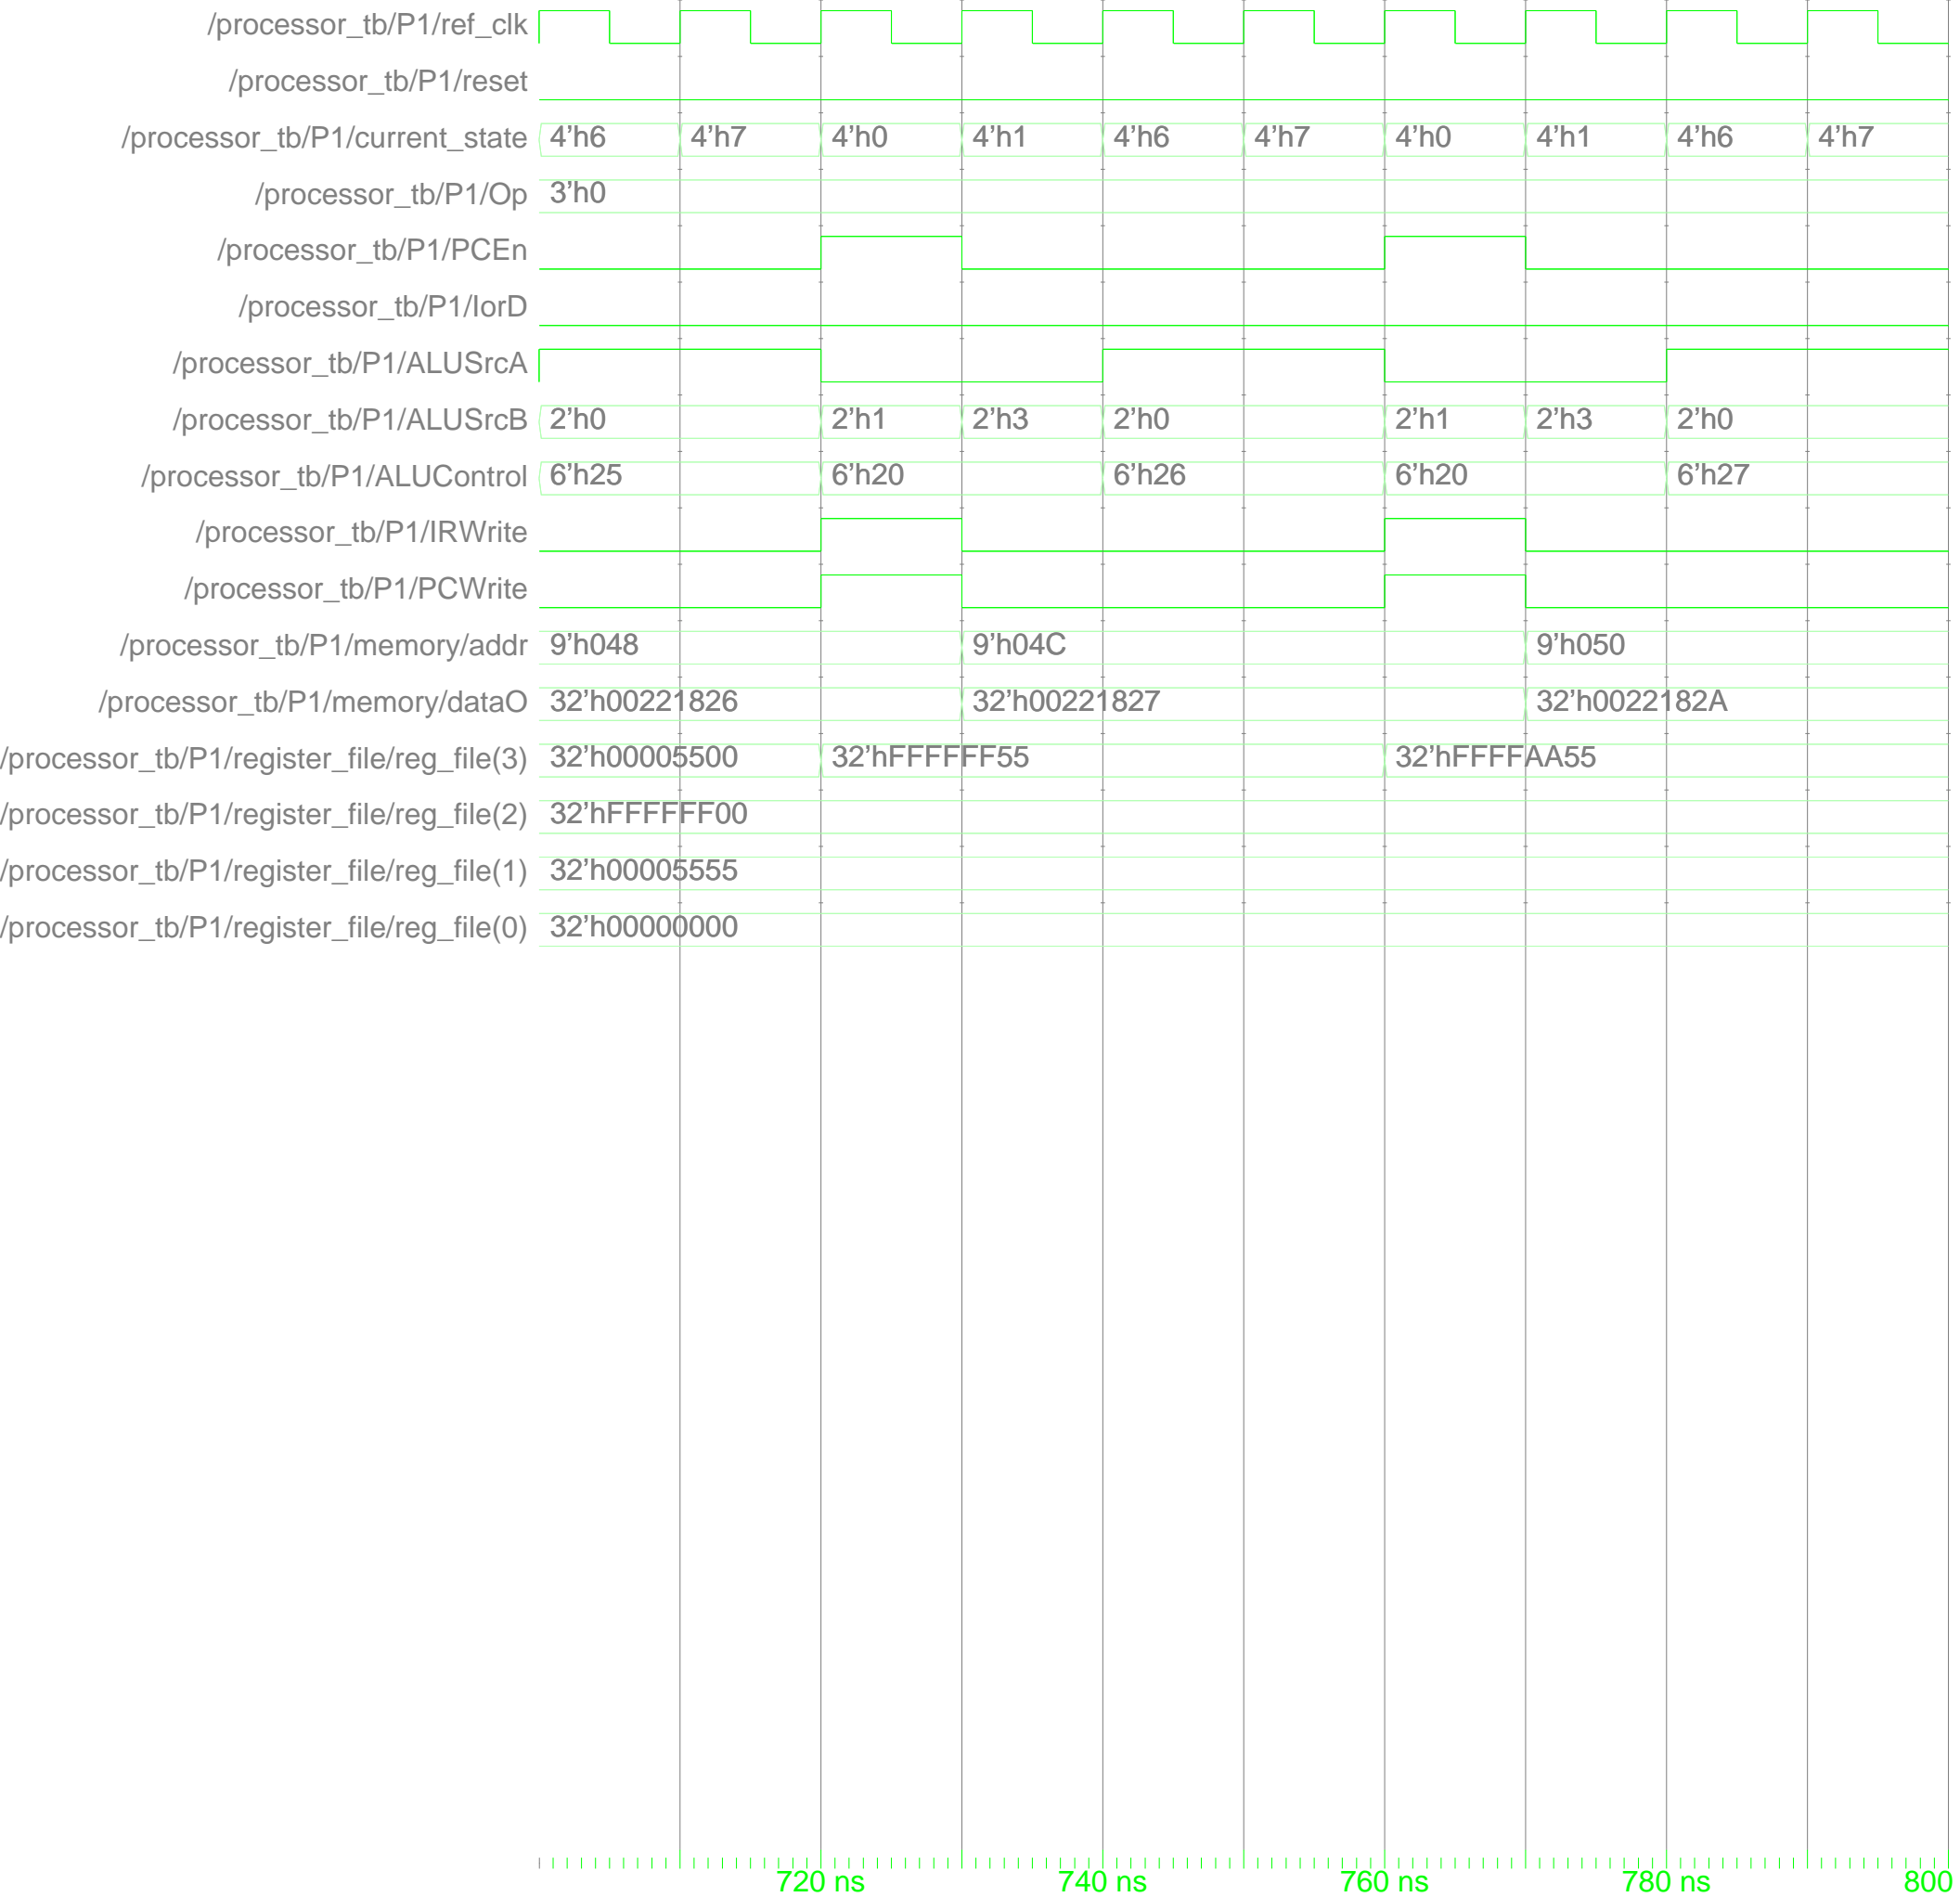 /processor_tb/P1/ref_clk
/processor_tb/P1/reset
/processor_tb/P1/current_state 4'h6 4'h7 4'h0 4'h1 4'h6 4'h7 4'h0 4'h1 4'h6 4'h7
/processor_tb/P1/Op 3'h0
/processor_tb/P1/PCEn
/processor_tb/P1/IorD
/processor_tb/P1/ALUSrcA
/processor_tb/P1/ALUSrcB 2'h0 2'h1 2'h3 2'h0 2'h1 2'h3 2'h0
/processor_tb/P1/ALUControl 6'h25 6'h20 6'h26 6'h20 6'h27
/processor_tb/P1/IRWrite
/processor_tb/P1/PCWrite
/processor_tb/P1/memory/addr 9'h048 9'h04C 9'h050
/processor_tb/P1/memory/dataO 32'h00221826 32'h00221827 32'h0022182A
/processor_tb/P1/register_file/reg_file(3) 32'h00005500 32'hFFFFFF55 32'hFFFFAA55
/processor_tb/P1/register_file/reg_file(2) 32'hFFFFFF00
/processor_tb/P1/register_file/reg_file(1) 32'h00005555
/processor_tb/P1/register_file/reg_file(0) 32'h00000000
720 ns 740 ns 760 ns 780 ns 800